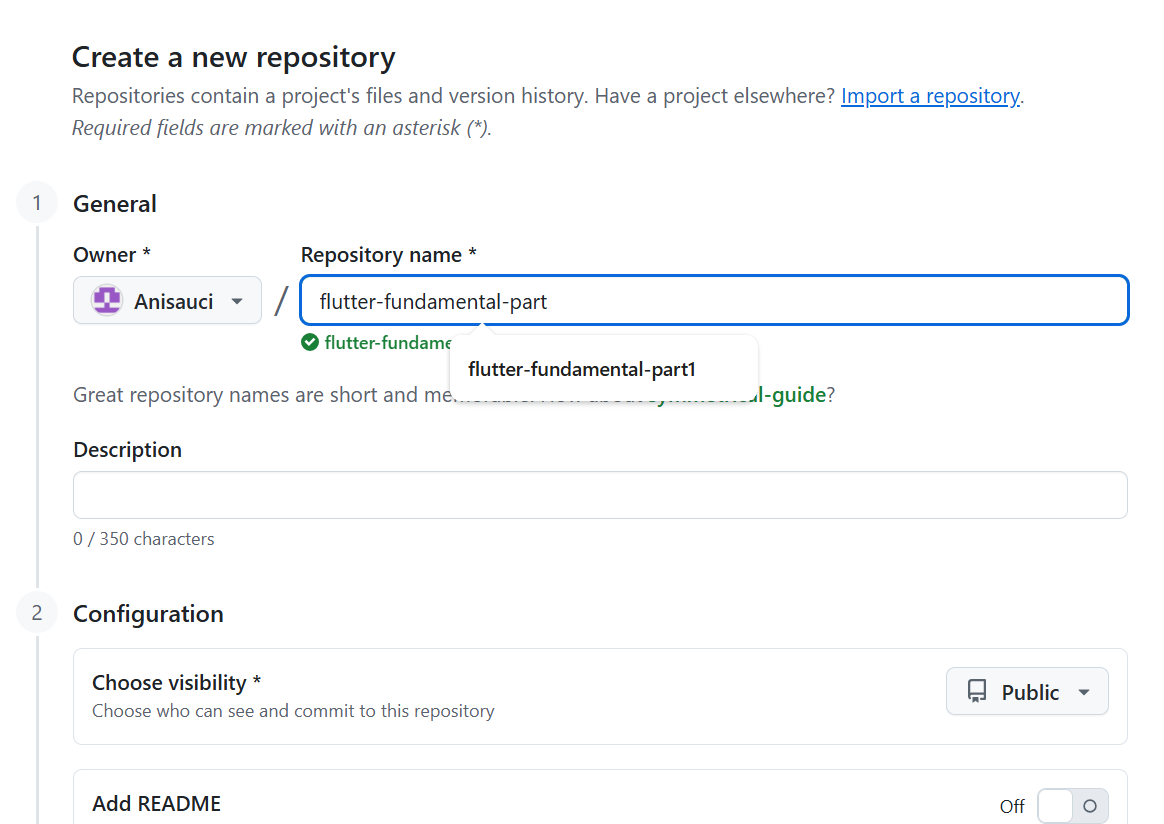 Create a new repository
Repositories contain a project's files and version history. Have a project elsewhere? Import a repository.
Required fields are marked with an asterisk (*).
1
General
Owner *
Repository name *
Anisauci
/
flutter-fundamental-part
flutter-fundame
flutter-fundamental-part1
Great repository names are short and l-guide?
Description
0 / 350 characters
2
Configuration
Choose visibility *
Choose who can see and commit to this repository
Public
Add README
Off